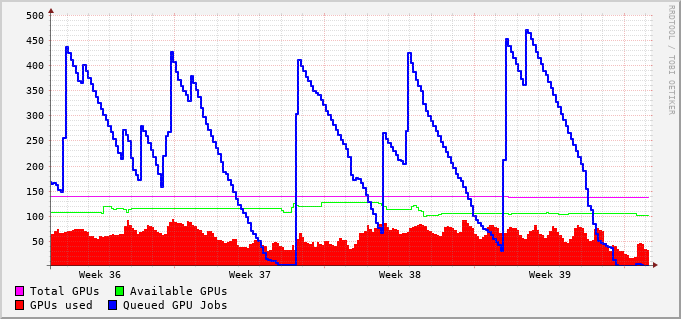 500
450
400
350
300
250
200
150
100
50
Week 36 Week 37 Week 38 Week 39
Total GPUs Available GPUs
GPUs used Queued GPU Jobs
RRDTOOL / TOBI OETIKER